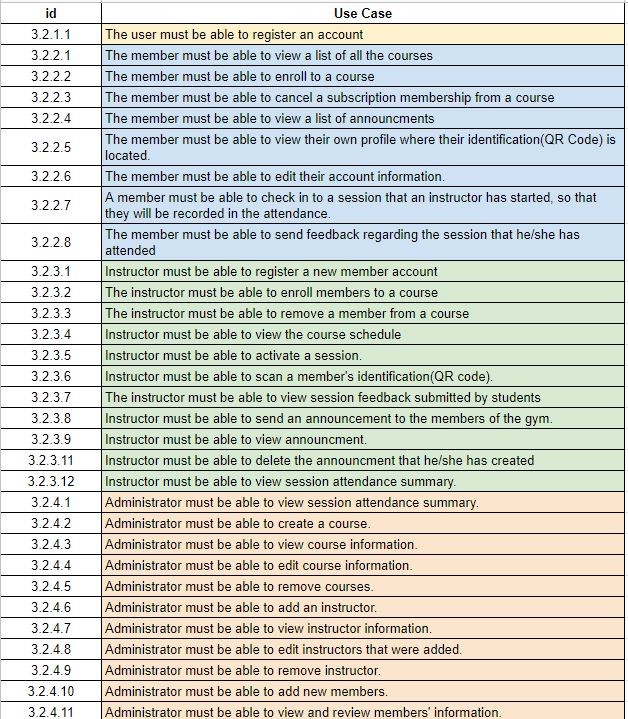 id Use Case
3.2.1.1 The user must be able to register an account
3.2.2.1 The member must be able to view a list of all the courses
3.2.2.2 The member must be able to enroll to a course
3.2.2.3 The member must be able to cancel a subscription membership from a course
3.2.2.4 The member must be able to view a list of announcments
3.2.2.5 The member must be able to view their own profile where their identification(QR Code) is
located.
3.2.2.6 The member must be able to edit their account information.
3.2.2.7 A member must be able to check in to a session that an instructor has started, so that
they will be recorded in the attendance.
3.2.2.8 The member must be able to send feedback regarding the session that he/she has
attended
3.2.3.1 Instructor must be able to register a new member account
3.2.3.2 The instructor must be able to enroll members to a course
3.2.3.3 The instructor must be able to remove a member from a course
3.2.3.4 Instructor must be able to view the course schedule
3.2.3.5 Instructor must be able to activate a session.
3.2.3.6 Instructor must be able to scan a member's identification(QR code).
3.2.3.7 The instructor must be able to view session feedback submitted by students
3.2.3.8 Instructor must be able to send an announcement to the members of the gym.
3.2.3.9 Instructor must be able to view announcment.
3.2.3.11 Instructor must be able to delete the announcment that he/she has created
3.2.3.12 Instructor must be able to view session attendance summary.
3.2.4.1 Administrator must be able to view session attendance summary.
3.2.4.2 Administrator must be able to create a course.
3.2.4.3 Administrator must be able to view course information.
3.2.4.4 Administrator must be able to edit course information.
3.2.4.5 Administrator must be able to remove courses.
3.2.4.6 Administrator must be able to add an instructor.
3.2.4.7 Administrator must be able to view instructor information.
3.2.4.8 Administrator must be able to edit instructors that were added.
3.2.4.9 Administrator must be able to remove instructor.
3.2.4.10 Administrator must be able to add new members.
3.2.4.11 Administrator must be able to view and review members' information.